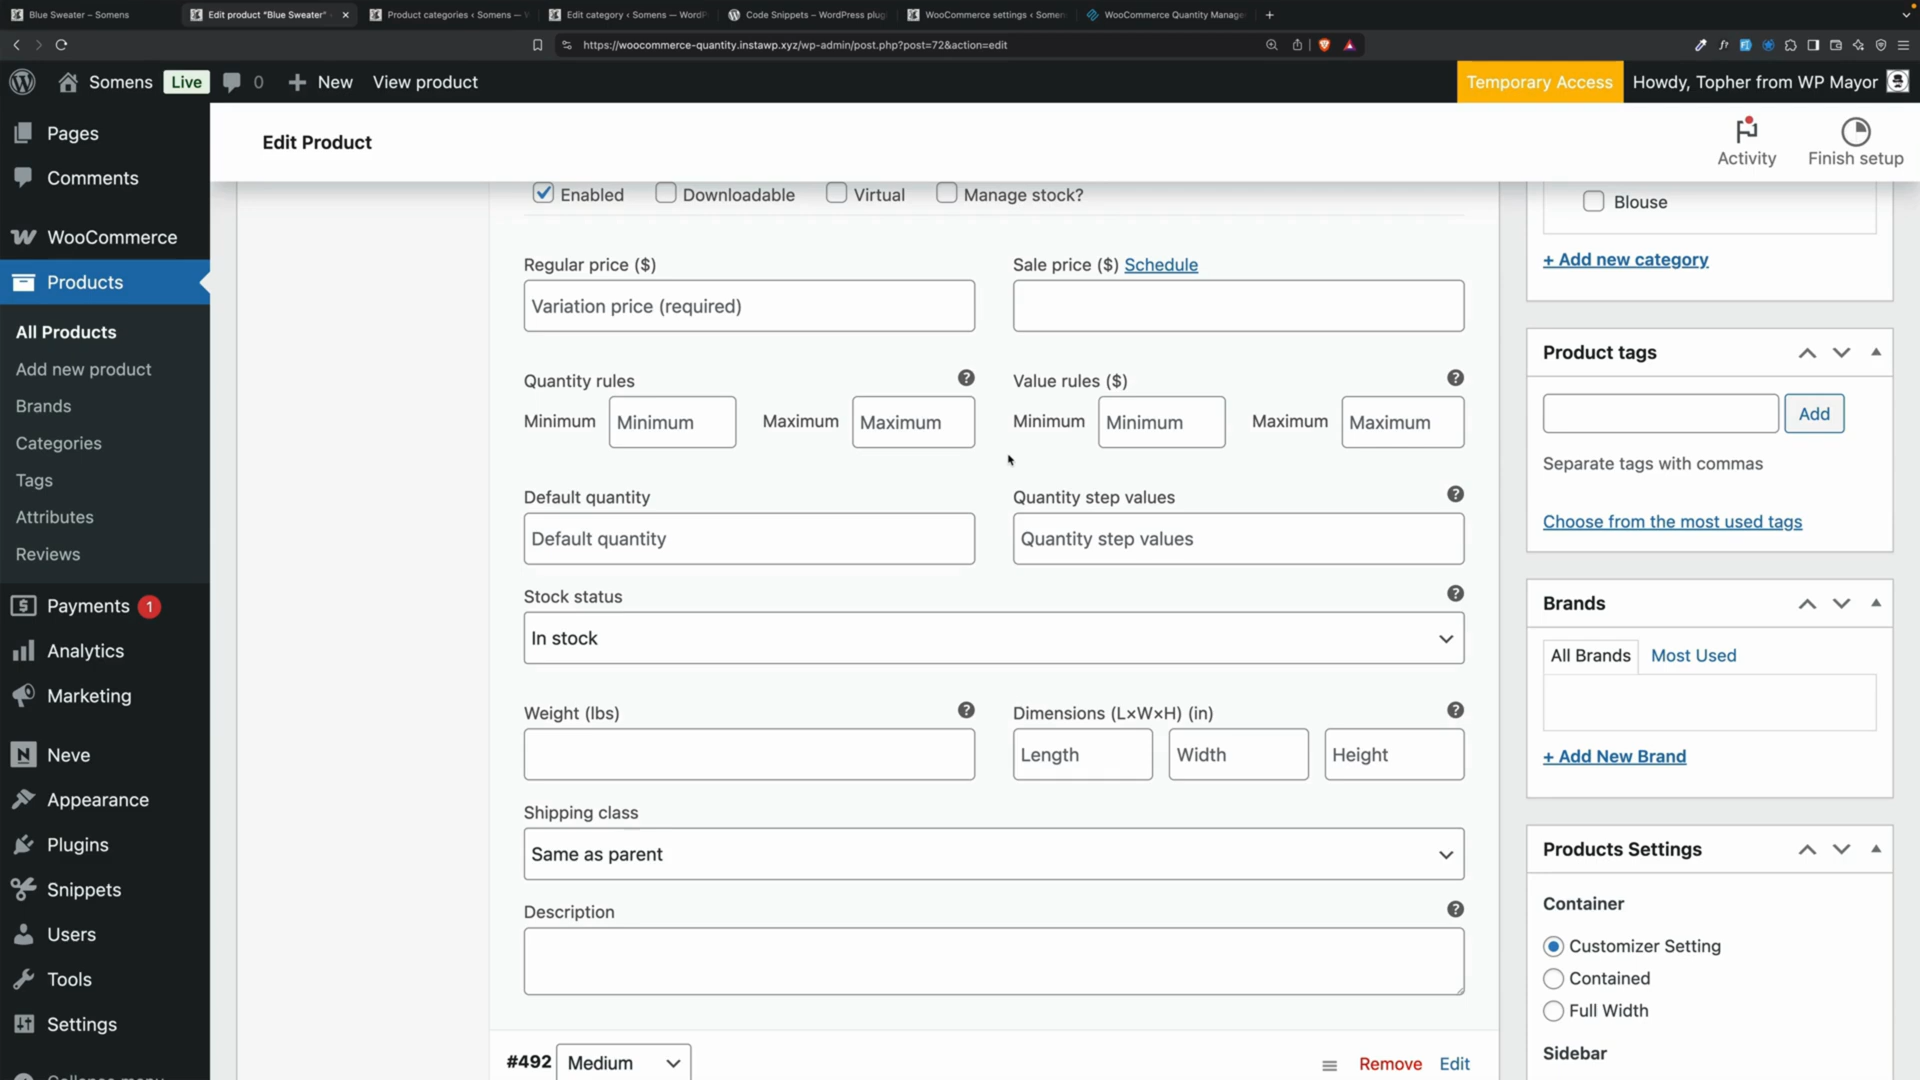 Blue Sweater – Somens
Edit product "Blue Sweater" ‹
Product categories ‹ Somens — W
Edit category ‹ Somens — WordP
Code Snippets – WordPress plug
WooCommerce settings ‹ Somen
WooCommerce Quantity Manage
https://woocommerce-quantity.instawp.xyz/wp-admin/post.php?post=72&action=edit
Somens
Live
0
New
View product
Temporary Access
Howdy, Topher from WP Mayor
Pages
Comments
WooCommerce
Products
All Products
Add new product
Brands
Categories
Tags
Attributes
Reviews
Payments 1
Analytics
Marketing
Neve
Appearance
Plugins
Snippets
Users
Tools
Settings
Collapse menu
Edit Product
Activity
Finish setup
Enabled
Downloadable
Virtual
Manage stock?
Regular price ($)
Variation price (required)
Sale price ($) Schedule
Quantity rules
Minimum
Minimum
Maximum
Maximum
Value rules ($)
Minimum
Minimum
Maximum
Maximum
Default quantity
Default quantity
Quantity step values
Quantity step values
Stock status
In stock
Weight (lbs)
Dimensions (L×W×H) (in)
Length
Width
Height
Shipping class
Same as parent
Description
#492
Medium
Remove
Edit
Blouse
+ Add new category
Product tags
Add
Separate tags with commas
Choose from the most used tags
Brands
All Brands
Most Used
+ Add New Brand
Products Settings
Container
Customizer Setting
Contained
Full Width
Sidebar